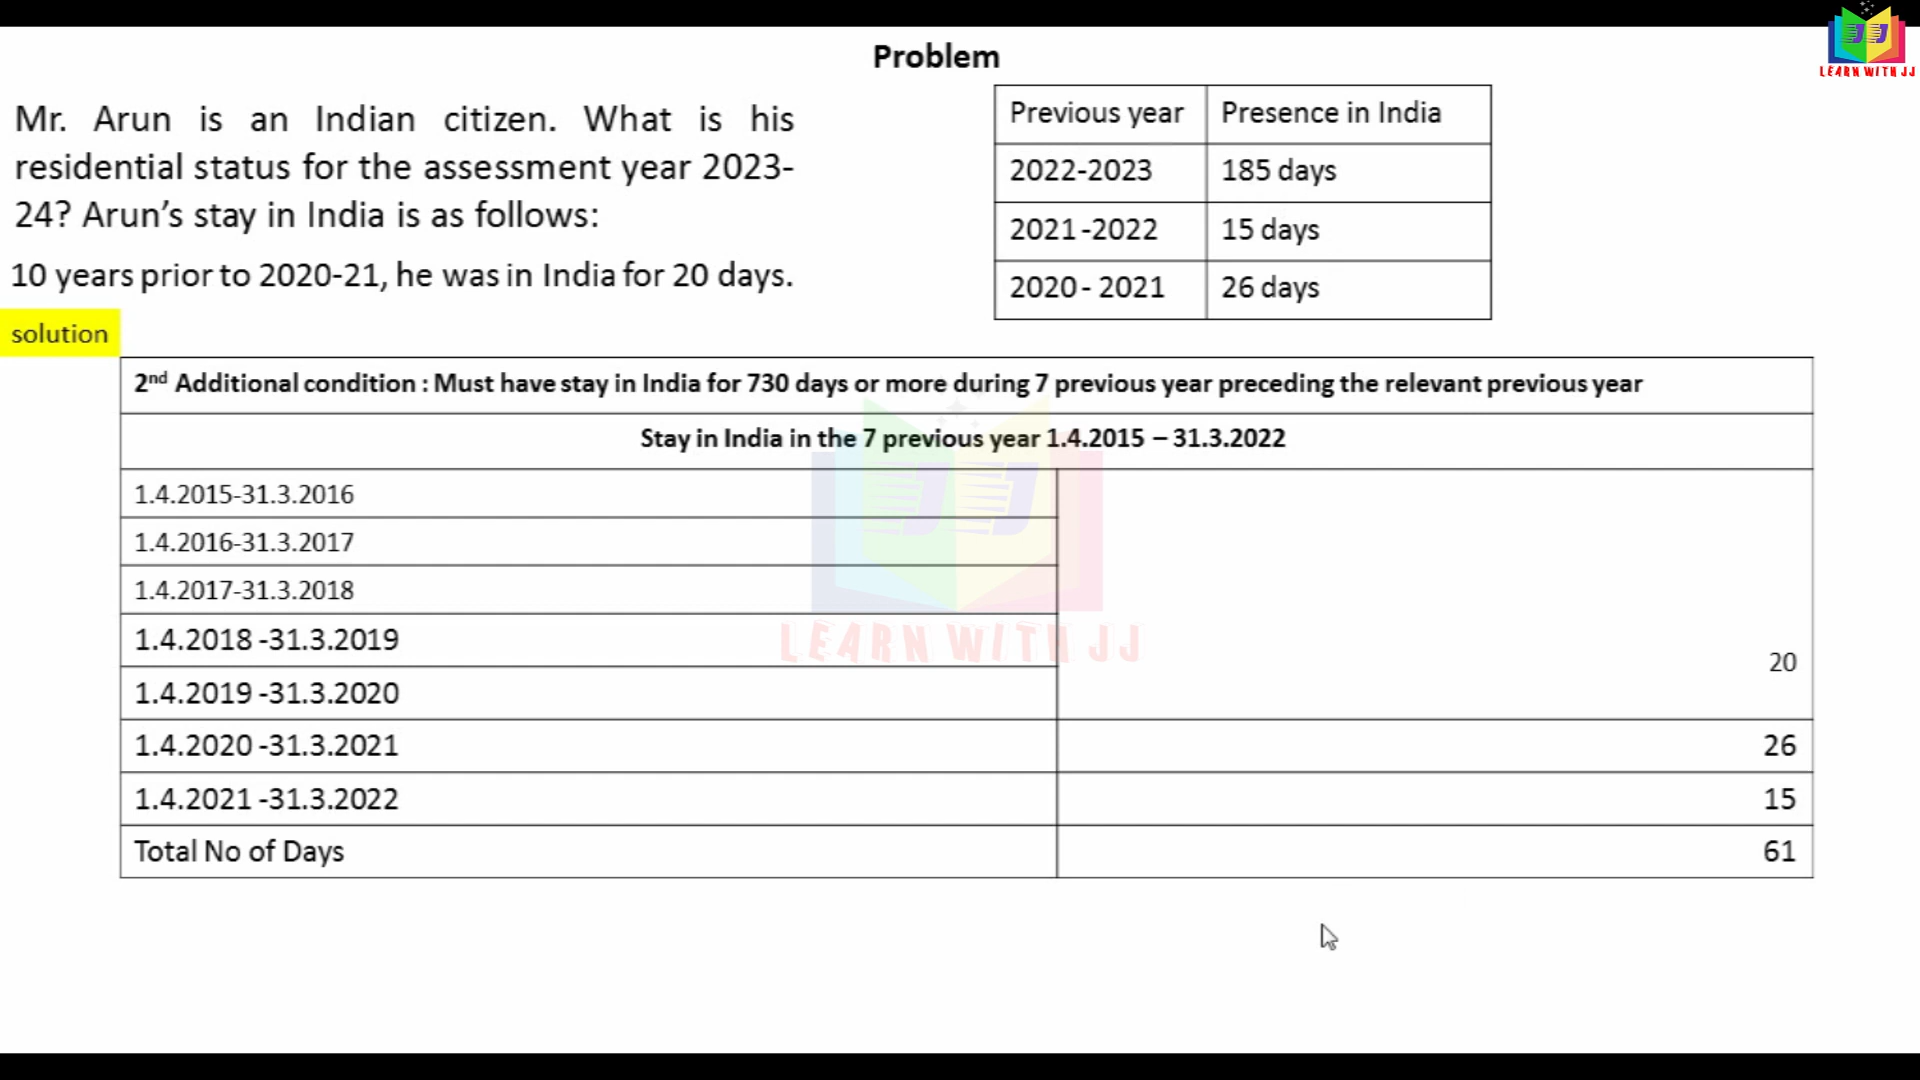 Problem
LEARN WITH JJ
Mr. Arun is an Indian citizen. What is his
residential status for the assessment year 2023-
24? Arun’s stay in India is as follows:
10 years prior to 2020-21, he was in India for 20 days.
Previous year Presence in India
2022-2023 185 days
2021-2022 15 days
2020- 2021 26 days
solution
2nd Additional condition : Must have stay in India for 730 days or more during 7 previous year preceding the relevant previous year
Stay in India in the 7 previous year 1.4.2015 – 31.3.2022
1.4.2015-31.3.2016
1.4.2016-31.3.2017
1.4.2017-31.3.2018
1.4.2018 -31.3.2019
20
1.4.2019 -31.3.2020
1.4.2020 -31.3.2021 26
1.4.2021 -31.3.2022 15
Total No of Days 61
LEARN WITH JJ